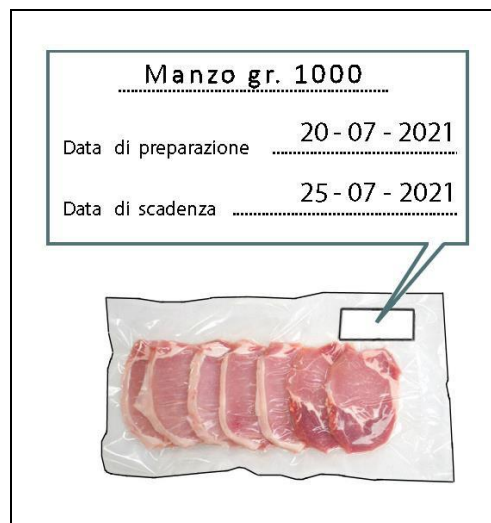 Manzo gr. 1000
Data di preparazione 20 - 07 - 2021
Data di scadenza 25 - 07 - 2021